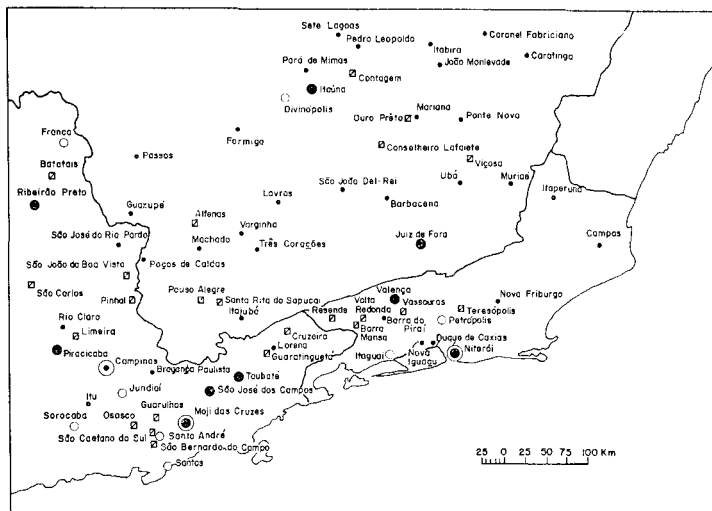 Sete Lagoas
Caranel Fabriciano
Pedro Leopoldo
Itabira
Caratinga
João Monlevade
Pará de Minas
Contagem
Itaúna
Divinópolis
Mariana
Ouro Prêto
Ponte Nova
Formiga
Franca
Conselheiro Lafaiete
Viçosa
Passos
Batatais
São João Del-Rei
Ubá
Muriaé
Itaperuna
Ribeirão Preto
Lavras
Barbacena
Guaxupé
Alfenas
Varginha
Juiz de Fora
Campos
São José do Rio Pardo
Machado
Três Corações
São João da Boa Vista
Poços de Caldas
Valença
São Carlos
Pinhal
Pouso Alegre
Santa Rita do Sapucai
Volta
Redonda
Vassouras
Nova Friburgo
Teresópolis
Resende
Rio Claro
Limeira
Itajubá
Barra do
Piraí
Petrópolis
Cruzeiro
Barra
Mansa
Duque de Caxias
Lorena
Piracicaba
Campinas
Bragança Paulista
Guaratinguetá
Itaguaí
Nova
Iguaçu
Niterói
Taubaté
Jundiaí
São José dos Campos
Itu
Guarulhos
Moji das Cruzes
Sorocaba
Osasco
São Caetano do Sul
Santo André
São Bernardo do Campo
Santos
25 0 25 50 75 100 Km